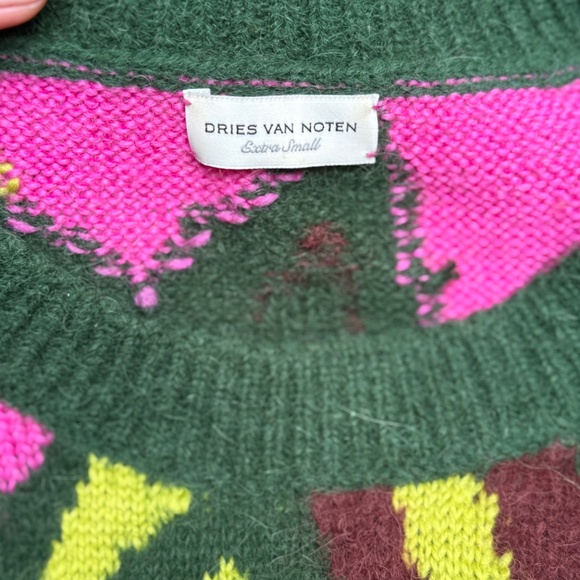 DRIES VAN NOTEN
Extra Small